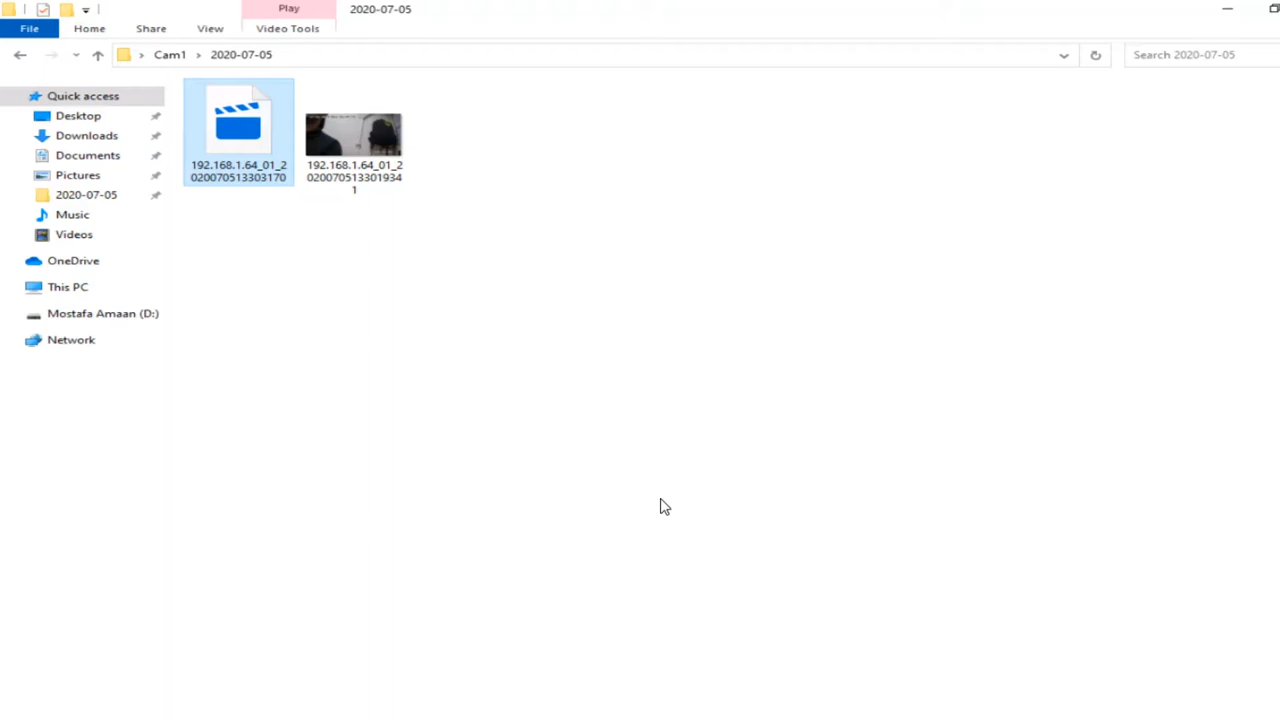 Play
2020-07-05
File
Home
Share
View
Video Tools
Cam1
2020-07-05
Search 2020-07-05
Quick access
Desktop
Downloads
Documents
Pictures
2020-07-05
Music
Videos
OneDrive
This PC
Mostafa Amaan (D:)
Network
192.168.1.64_01_2
020070513303170
192.168.1.64_01_2
020070513301934
1